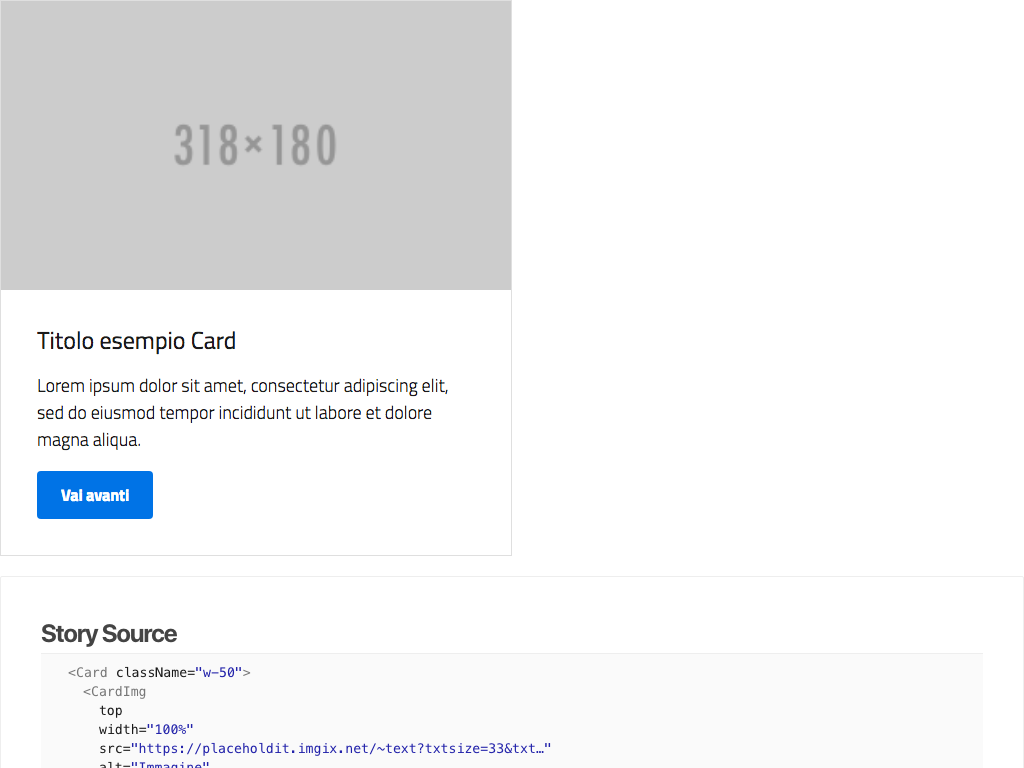 318×180
Titolo esempio Card
Lorem ipsum dolor sit amet, consectetur adipiscing elit,
sed do eiusmod tempor incididunt ut labore et dolore
magna aliqua.
Vai avanti
Story Source
<Card className="w-50">
<CardImg
top
width="100%"
src="https://placeholdit.imgix.net/~text?txtsize=33&txt…"
alt="Immagine"